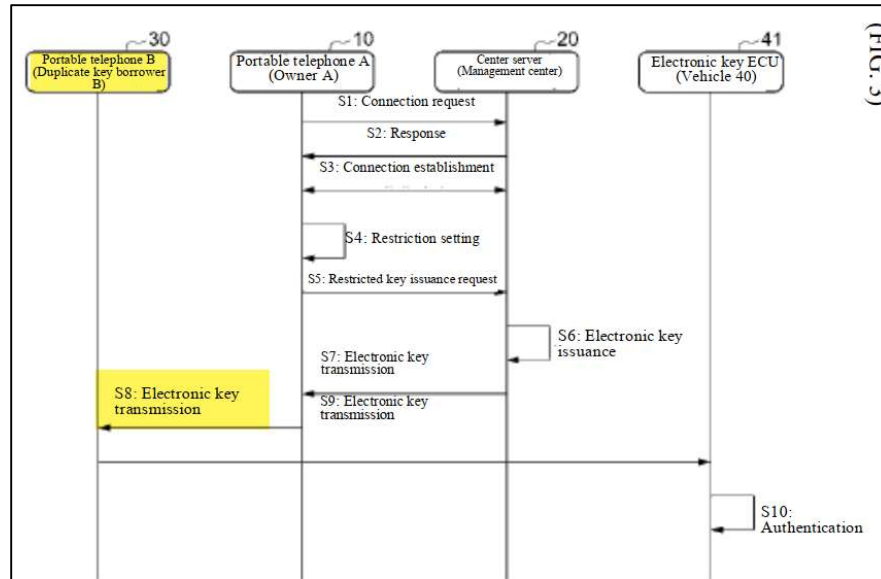 30
10
20
41
Portable telephone B
(Duplicate key borrower
B)
Portable telephone A
(Owner A)
Center server
(Management center)
Electronic key ECU
(Vehicle 40)
S1: Connection request
S2: Response
S3: Connection establishment
S4: Restriction setting
S5: Restricted key issuance request
S6: Electronic key
issuance
S7: Electronic key
transmission
S8: Electronic key
transmission
S9: Electronic key
transmission
S10:
Authentication